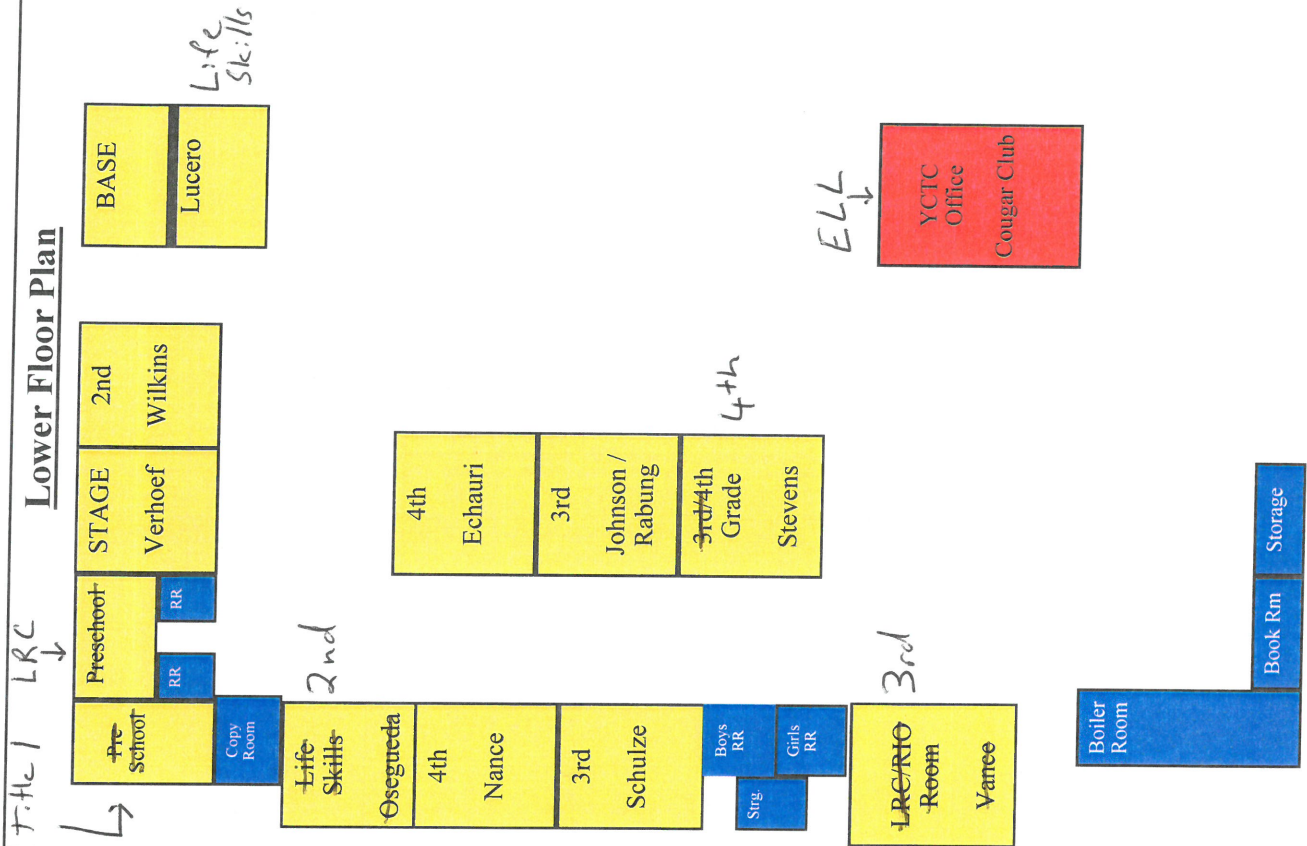 Title 1
LRC
↓
Lower Floor Plan
Pre
School
Preschool
RR
RR
STAGE
Verhoef
2nd
Wilkins
BASE
Lucero
Life
Skills
Copy
Room
2nd
Life
Skills
Osegueda
4th
Nance
3rd
Schulze
4th
Echauri
3rd
Johnson /
Rabung
3rd/4th
Grade
Stevens
4th
Boys
RR
Girls
RR
Strg.
3rd
LRC/RIO
Room
Vance
ELL
↓
YCTC
Office
Cougar Club
Boiler
Room
Book Rm
Storage